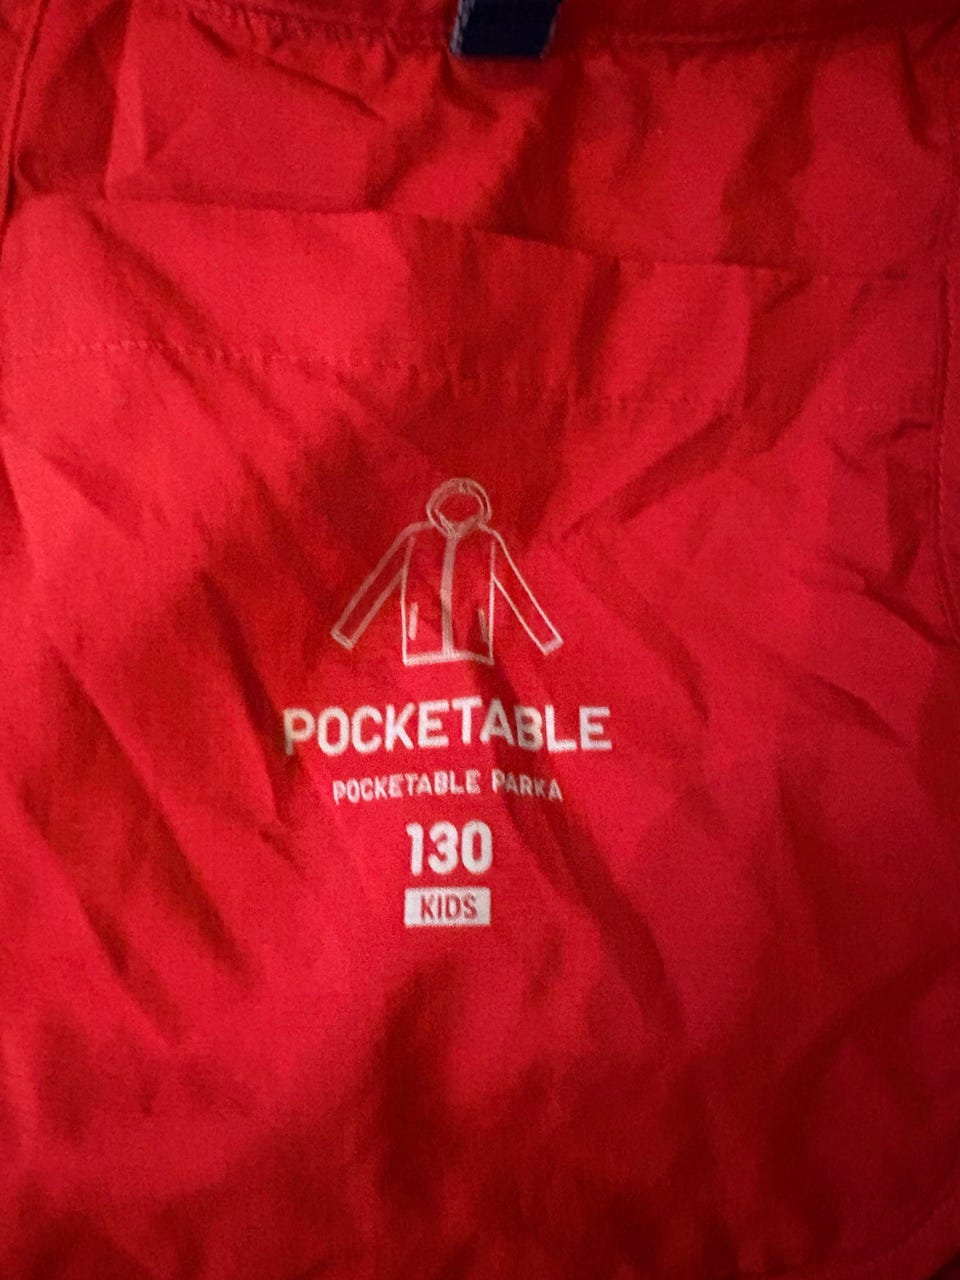 POCKETABLE
POCKETABLE PARKA
130
KIDS